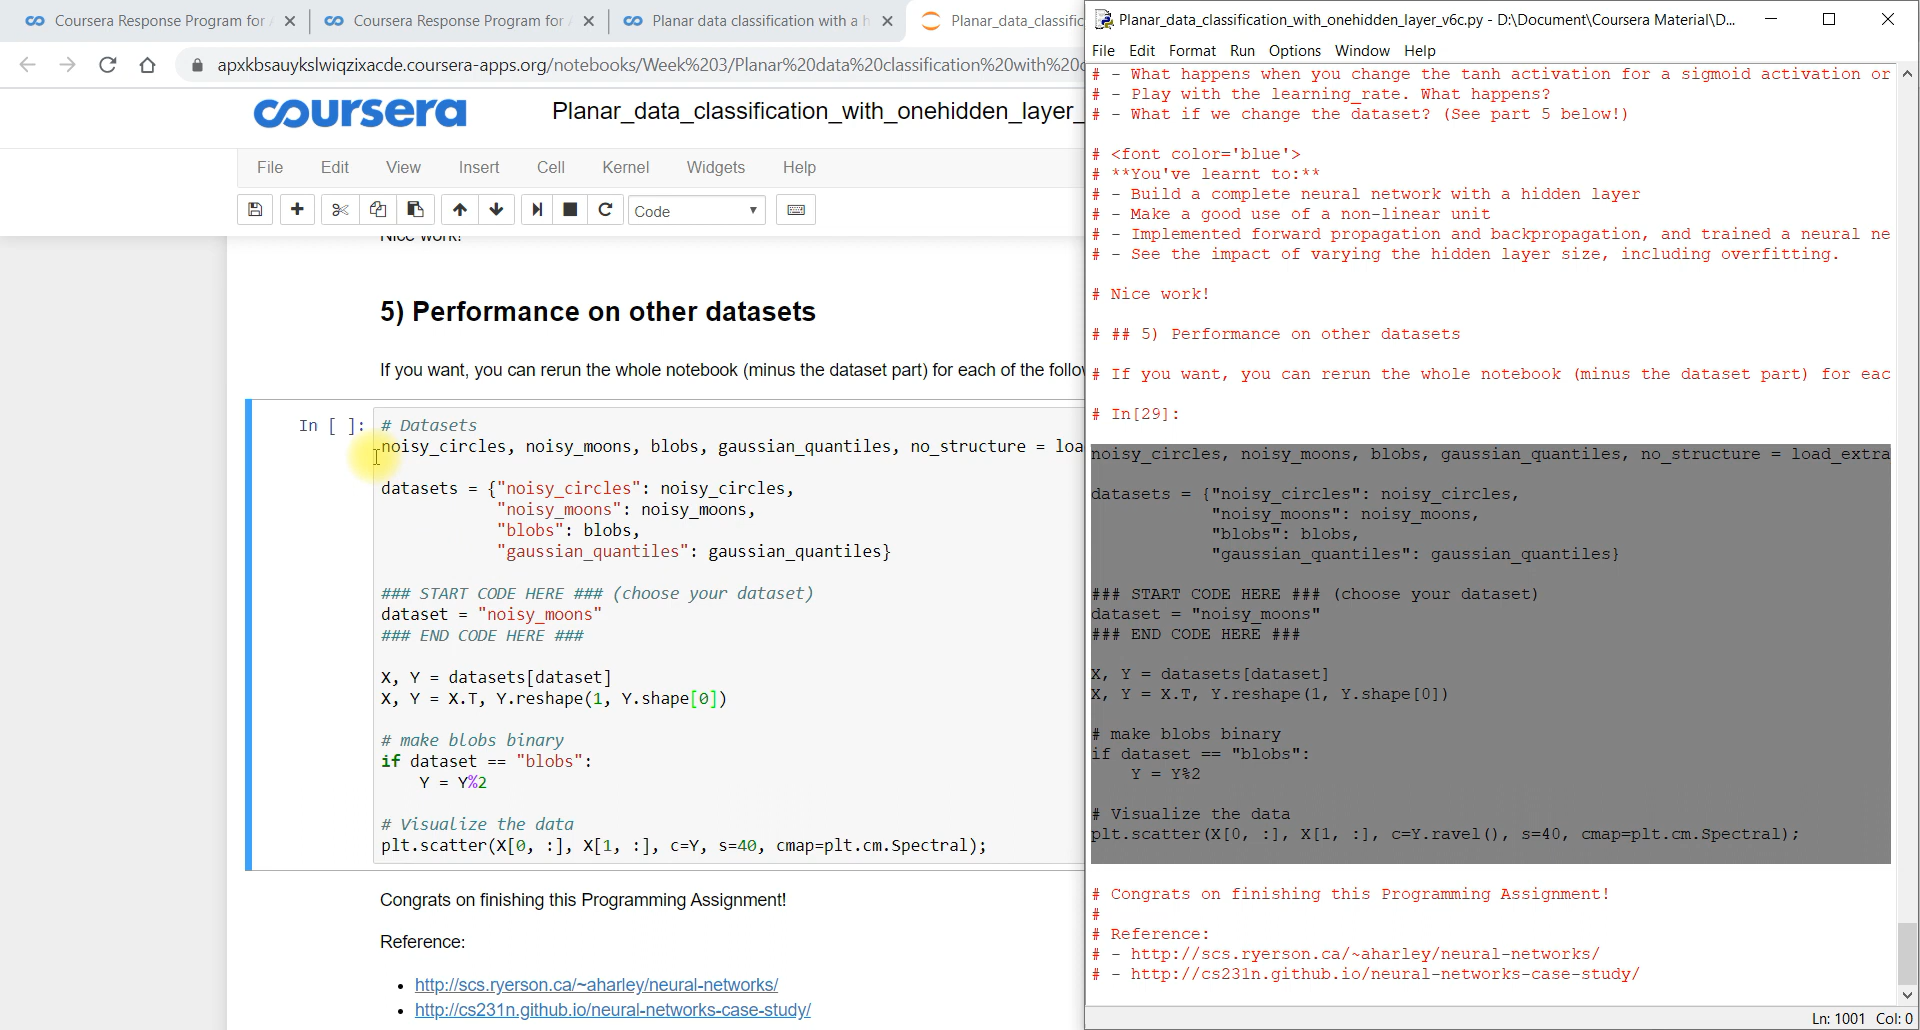 Coursera Response Program for
Coursera Response Program for
Planar data classification with a h
Planar_data_classific
apxkbsauykslwiqzixacde.coursera-apps.org/notebooks/Week%203/Planar%20data%20classification%20with%20
coursera
Planar_data_classification_with_onehidden_layer_
File Edit View Insert Cell Kernel Widgets Help
Code
Nice work!
5) Performance on other datasets
If you want, you can rerun the whole notebook (minus the dataset part) for each of the follo
In [ ]:
# Datasets
noisy_circles, noisy_moons, blobs, gaussian_quantiles, no_structure = loa
datasets = {"noisy_circles": noisy_circles,
"noisy_moons": noisy_moons,
"blobs": blobs,
"gaussian_quantiles": gaussian_quantiles}
### START CODE HERE ### (choose your dataset)
dataset = "noisy_moons"
### END CODE HERE ###
X, Y = datasets[dataset]
X, Y = X.T, Y.reshape(1, Y.shape[0])
# make blobs binary
if dataset == "blobs":
Y = Y%2
# Visualize the data
plt.scatter(X[0, :], X[1, :], c=Y, s=40, cmap=plt.cm.Spectral);
Congrats on finishing this Programming Assignment!
Reference:
• http://scs.ryerson.ca/~aharley/neural-networks/
• http://cs231n.github.io/neural-networks-case-study/
Planar_data_classification_with_onehidden_layer_v6c.py - D:\Document\Coursera Material\D...
File Edit Format Run Options Window Help
# - What happens when you change the tanh activation for a sigmoid activation or
# - Play with the learning_rate. What happens?
# - What if we change the dataset? (See part 5 below!)
# <font color='blue'>
# **You've learnt to:**
# - Build a complete neural network with a hidden layer
# - Make a good use of a non-linear unit
# - Implemented forward propagation and backpropagation, and trained a neural ne
# - See the impact of varying the hidden layer size, including overfitting.
# Nice work!
# ## 5) Performance on other datasets
# If you want, you can rerun the whole notebook (minus the dataset part) for eac
# In[29]:
noisy_circles, noisy_moons, blobs, gaussian_quantiles, no_structure = load_extra
datasets = {"noisy_circles": noisy_circles,
"noisy_moons": noisy_moons,
"blobs": blobs,
"gaussian_quantiles": gaussian_quantiles}
### START CODE HERE ### (choose your dataset)
dataset = "noisy_moons"
### END CODE HERE ###
X, Y = datasets[dataset]
X, Y = X.T, Y.reshape(1, Y.shape[0])
# make blobs binary
if dataset == "blobs":
Y = Y%2
# Visualize the data
plt.scatter(X[0, :], X[1, :], c=Y.ravel(), s=40, cmap=plt.cm.Spectral);
# Congrats on finishing this Programming Assignment!
#
# Reference:
# - http://scs.ryerson.ca/~aharley/neural-networks/
# - http://cs231n.github.io/neural-networks-case-study/
Ln: 1001 Col: 0